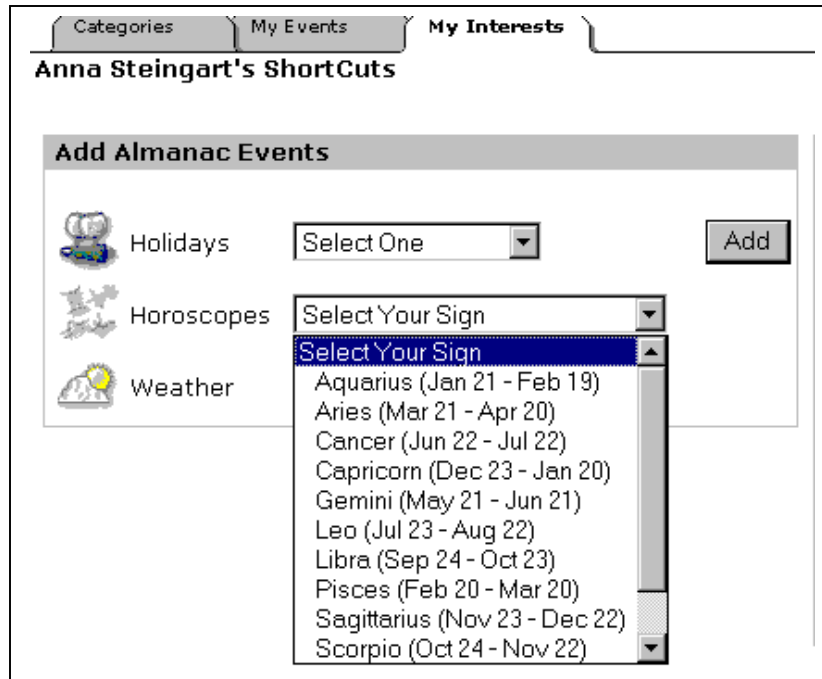 Categories My Events My Interests
Anna Steingart's ShortCuts
Add Almanac Events
Holidays Select One Add
Horoscopes Select Your Sign
Select Your Sign
Aquarius (Jan 21 - Feb 19)
Aries (Mar 21 - Apr 20)
Cancer (Jun 22 - Jul 22)
Capricorn (Dec 23 - Jan 20)
Gemini (May 21 - Jun 21)
Leo (Jul 23 - Aug 22)
Libra (Sep 24 - Oct 23)
Pisces (Feb 20 - Mar 20)
Sagittarius (Nov 23 - Dec 22)
Scorpio (Oct 24 - Nov 22)
Weather